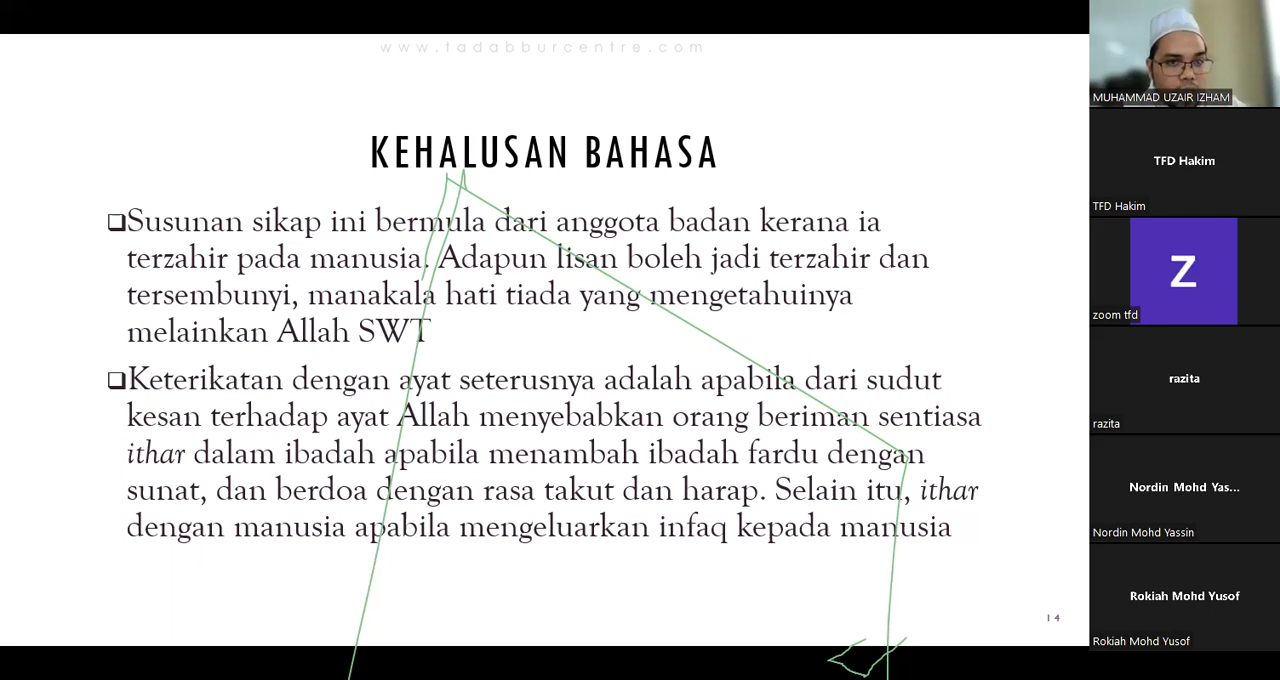 www.tadabburcentre.com
KEHALUSAN BAHASA
Susunan sikap ini bermula dari anggota badan kerana ia
terzahir pada manusia. Adapun lisan boleh jadi terzahir dan
tersembunyi, manakala hati tiada yang mengetahuinya
melainkan Allah SWT
Keterikatan dengan ayat seterusnya adalah apabila dari sudut
kesan terhadap ayat Allah menyebabkan orang beriman sentiasa
ithar dalam ibadah apabila menambah ibadah fardu dengan
sunat, dan berdoa dengan rasa takut dan harap. Selain itu, ithar
dengan manusia apabila mengeluarkan infaq kepada manusia
14
MUHAMMAD UZAIR IZHAM
TFD Hakim
TFD Hakim
Z
zoom tfd
razita
razita
Nordin Mohd Yas...
Nordin Mohd Yassin
Rokiah Mohd Yusof
Rokiah Mohd Yusof